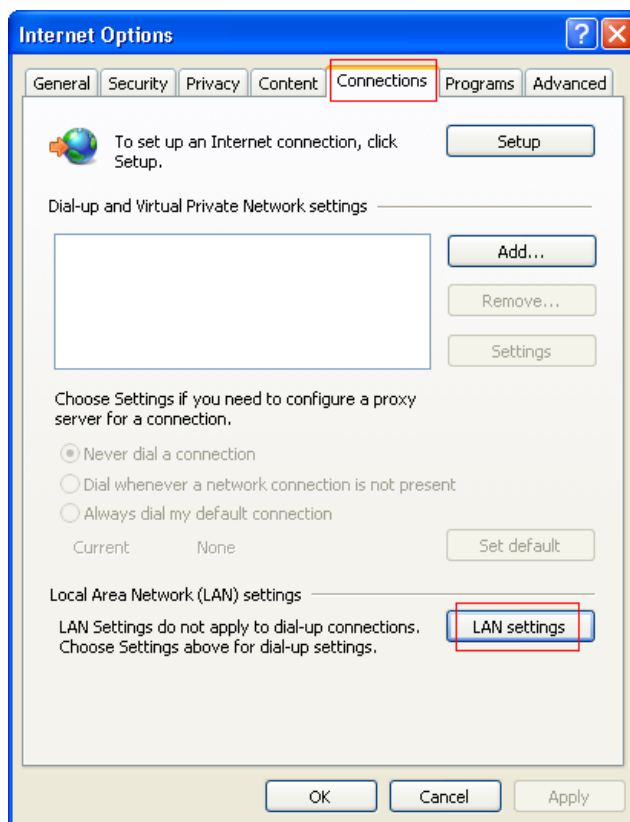 Internet Options
General Security Privacy Content Connections Programs Advanced
To set up an Internet connection, click
Setup.
Setup
Dial-up and Virtual Private Network settings
Add...
Remove...
Settings
Choose Settings if you need to configure a proxy
server for a connection.
Never dial a connection
Dial whenever a network connection is not present
Always dial my default connection
Current None
Set default
Local Area Network (LAN) settings
LAN Settings do not apply to dial-up connections.
Choose Settings above for dial-up settings.
LAN settings
OK Cancel Apply